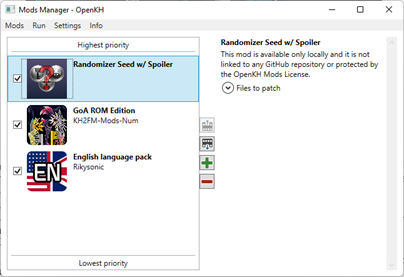 Mods Manager - OpenKH
Mods Run Settings Info
Highest priority
Randomizer Seed w/ Spoiler
GoA ROM Edition
KH2FM-Mods-Num
EN
English language pack
Rikysonic
Lowest priority
Randomizer Seed w/ Spoiler
This mod is available only locally and it is not
linked to any GitHub repository or protected by
the OpenKH Mods License.
Files to patch